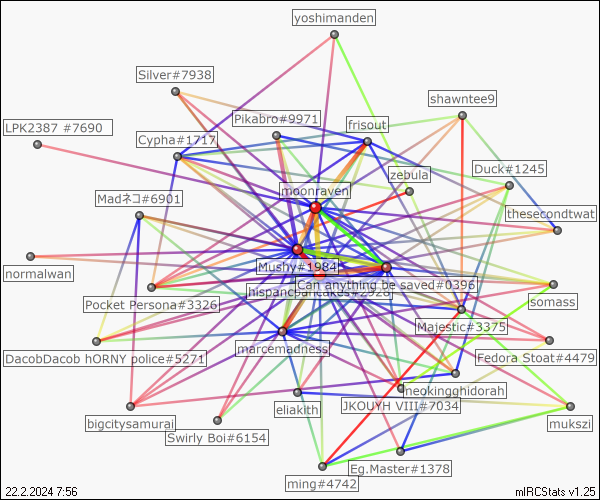 yoshimanden
Silver#7938
shawntee9
Pikabro#9971
frisout
LPK2387 #7690
Cypha#1717
zebula
Duck#1245
moonraven
Madネコ#6901
thesecondtwat
Mushy#1984
normalwan
Can anything be saved#0396
Pocket Persona#3326
somass
Majestic#3375
marcemadness
DacobDacob hORNY police#5271
Fedora Stoat#4479
neokingghidorah
JKOUYH VIII#7034
eliakith
bigcitysamurai
mukszi
Swirly Boi#6154
Eg.Master#1378
ming#4742
22.2.2024 7:56
mIRCStats v1.25